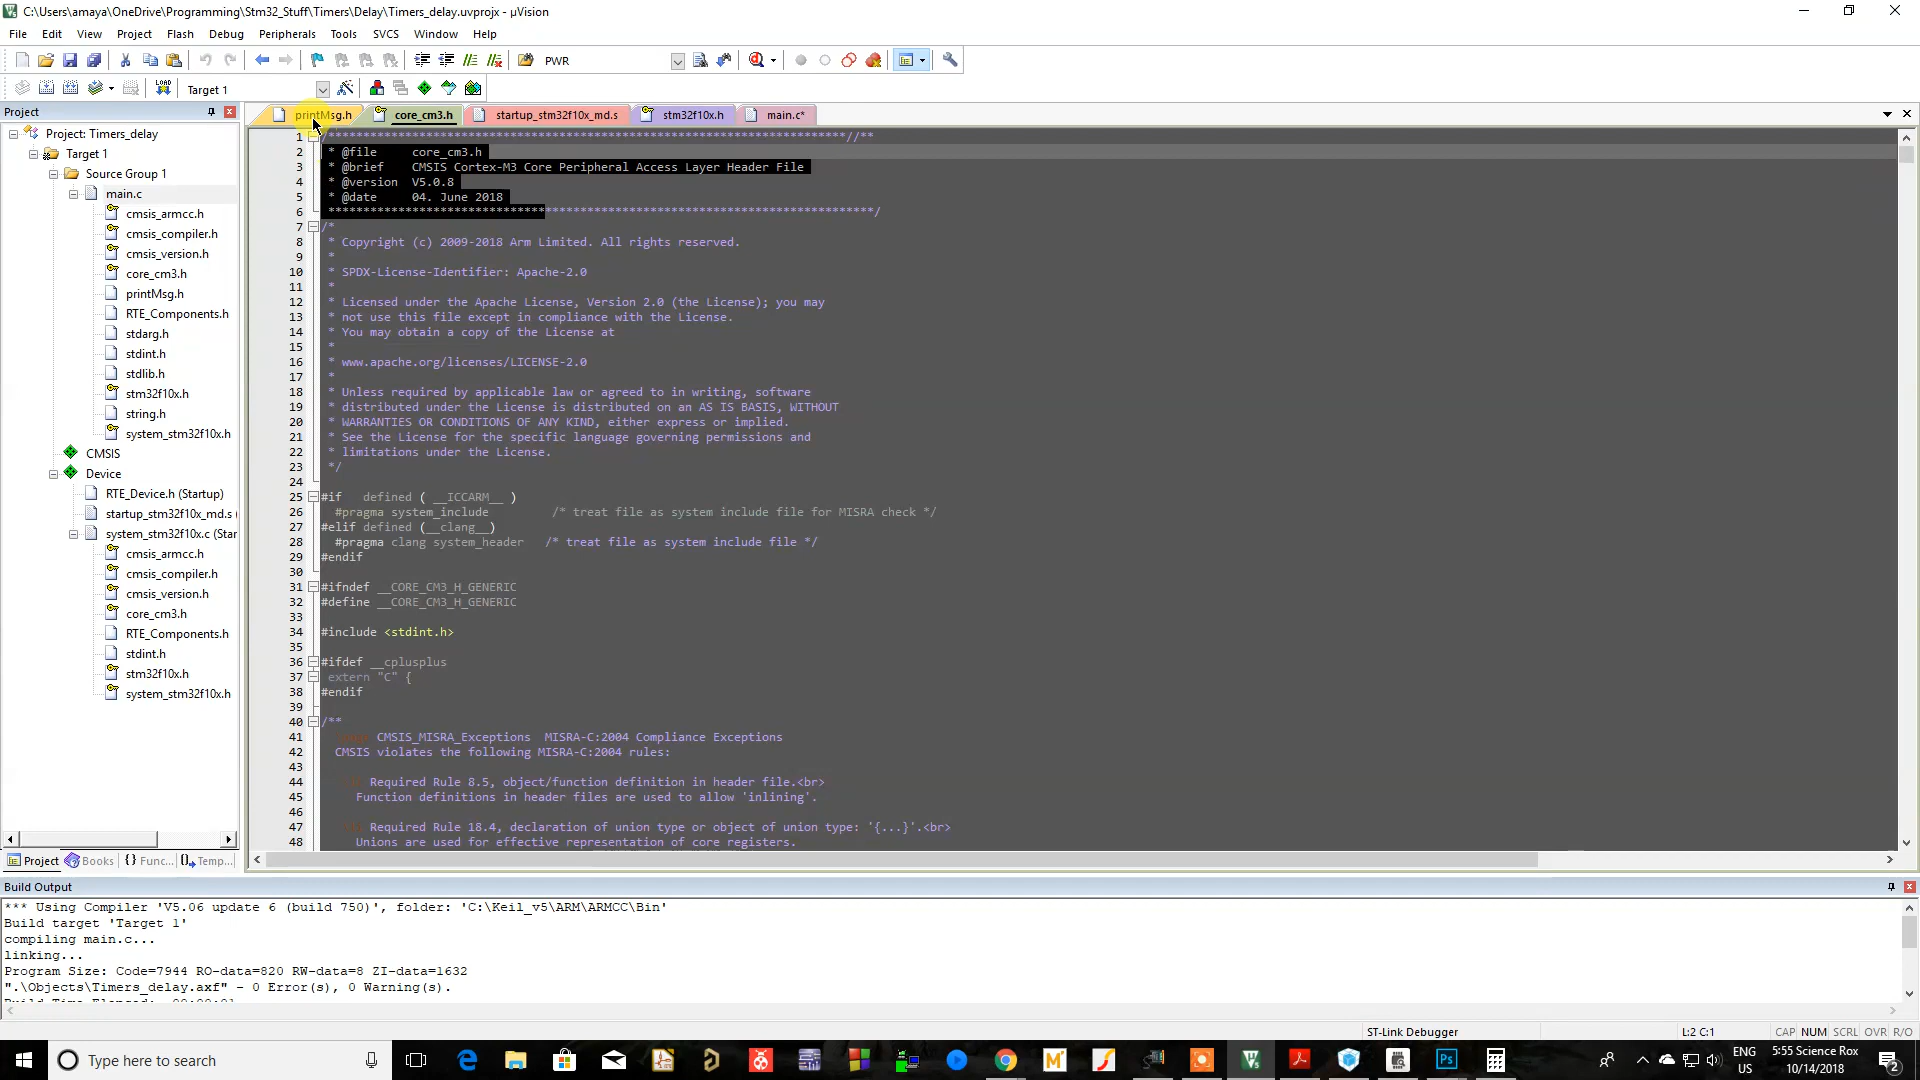 C:\Users\amaya\OneDrive\Programming\Stm32_Stuff\Timers\Delay\Timers_delay.uvprojx - µVision
File Edit View Project Flash Debug Peripherals Tools SVCS Window Help
PWR
LOAD
Target 1
Project
printMsg.h core_cm3.h startup_stm32f10x_md.s stm32f10x.h main.c*
Project: Timers_delay
Target 1
Source Group 1
main.c
cmsis_armcc.h
cmsis_compiler.h
cmsis_version.h
core_cm3.h
printMsg.h
RTE_Components.h
stdarg.h
stdint.h
stdlib.h
stm32f10x.h
string.h
system_stm32f10x.h
CMSIS
Device
RTE_Device.h (Startup)
startup_stm32f10x_md.s (
system_stm32f10x.c (Star
cmsis_armcc.h
cmsis_compiler.h
cmsis_version.h
core_cm3.h
RTE_Components.h
stdint.h
stm32f10x.h
system_stm32f10x.h
Project Books {} Func... Temp...
1 /**************************************************************************//**
2 * @file core_cm3.h
3 * @brief CMSIS Cortex-M3 Core Peripheral Access Layer Header File
4 * @version V5.0.8
5 * @date 04. June 2018
6 ******************************************************************************/
7 /*
8 * Copyright (c) 2009-2018 Arm Limited. All rights reserved.
9 *
10 * SPDX-License-Identifier: Apache-2.0
11 *
12 * Licensed under the Apache License, Version 2.0 (the License); you may
13 * not use this file except in compliance with the License.
14 * You may obtain a copy of the License at
15 *
16 * www.apache.org/licenses/LICENSE-2.0
17 *
18 * Unless required by applicable law or agreed to in writing, software
19 * distributed under the License is distributed on an AS IS BASIS, WITHOUT
20 * WARRANTIES OR CONDITIONS OF ANY KIND, either express or implied.
21 * See the License for the specific language governing permissions and
22 * limitations under the License.
23 */
24
25 #if defined ( __ICCARM__ )
26 #pragma system_include /* treat file as system include file for MISRA check */
27 #elif defined (__clang__)
28 #pragma clang system_header /* treat file as system include file */
29 #endif
30
31 #ifndef __CORE_CM3_H_GENERIC
32 #define __CORE_CM3_H_GENERIC
33
34 #include <stdint.h>
35
36 #ifdef __cplusplus
37 extern "C" {
38 #endif
39
40 /**
41 CMSIS_MISRA_Exceptions MISRA-C:2004 Compliance Exceptions
42 CMSIS violates the following MISRA-C:2004 rules:
43
44 Required Rule 8.5, object/function definition in header file.<br>
45 Function definitions in header files are used to allow 'inlining'.
46
47 Required Rule 18.4, declaration of union type or object of union type: '{...}'.<br>
48 Unions are used for effective representation of core registers.
Build Output
*** Using Compiler 'V5.06 update 6 (build 750)', folder: 'C:\Keil_v5\ARM\ARMCC\Bin'
Build target 'Target 1'
compiling main.c...
linking...
Program Size: Code=7944 RO-data=820 RW-data=8 ZI-data=1632
".\Objects\Timers_delay.axf" - 0 Error(s), 0 Warning(s).
ST-Link Debugger L:2 C:1 CAP NUM SCRL OVR R/O
Type here to search
ENG
US
5:55 Science Rox
10/14/2018
2